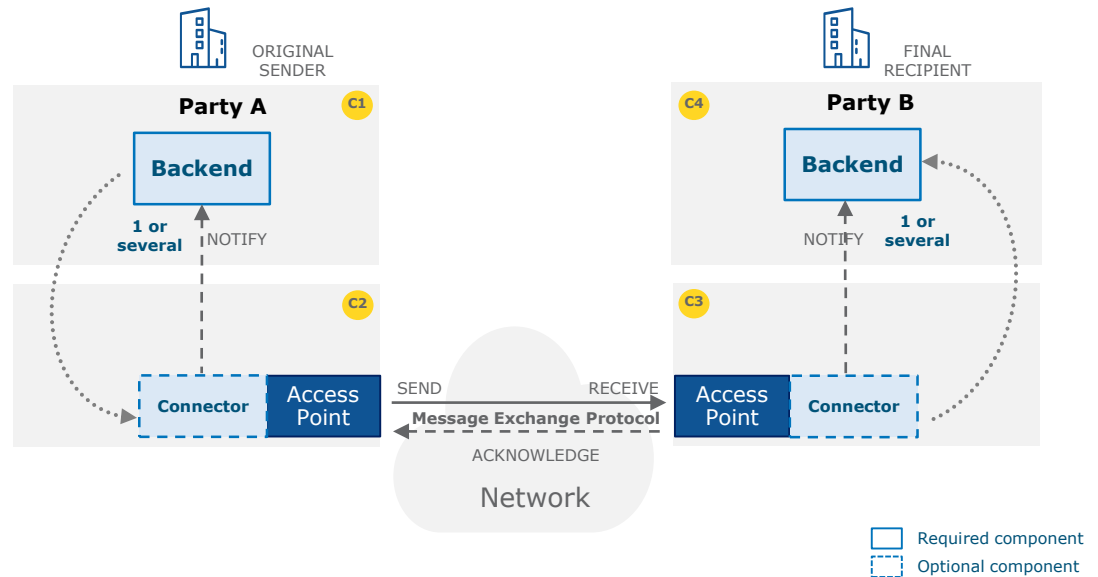 ORIGINAL
SENDER
FINAL
RECIPIENT
Party A
C1
C4
Party B
Backend
Backend
1 or
several
NOTIFY
NOTIFY
1 or
several
C2
C3
Connector
Access
Point
SEND
RECEIVE
Message Exchange Protocol
ACKNOWLEDGE
Network
Access
Point
Connector
Required component
Optional component